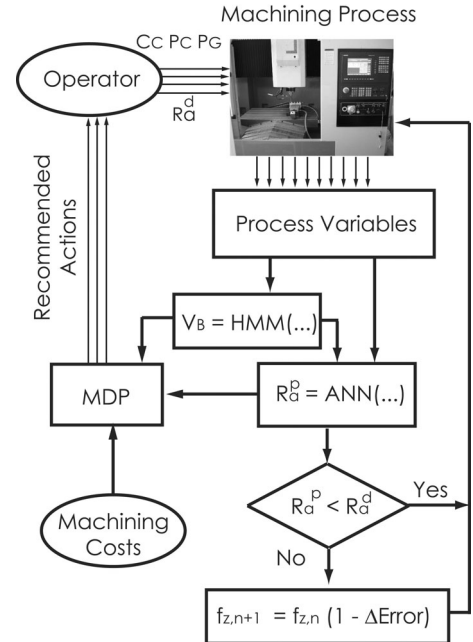 Machining Process
Cc Pc PG
Operator
Ra^d
Recommended
Actions
Process Variables
VB = HMM(...)
MDP
Ra^p = ANN(...)
Ra^p < Ra^d
Yes
Machining
Costs
No
fz,n+1 = fz,n (1 - ΔError)